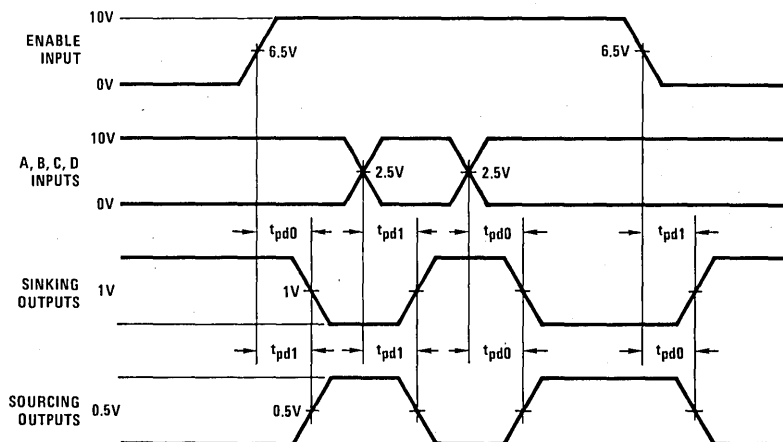 10V
ENABLE
INPUT
6.5V
6.5V
0V
10V
A, B, C, D
INPUTS
2.5V
2.5V
0V
tpd0
tpd1
tpd0
tpd1
SINKING
OUTPUTS
1V
1V
tpd1
tpd1
tpd0
tpd0
SOURCING
OUTPUTS
0.5V
0.5V